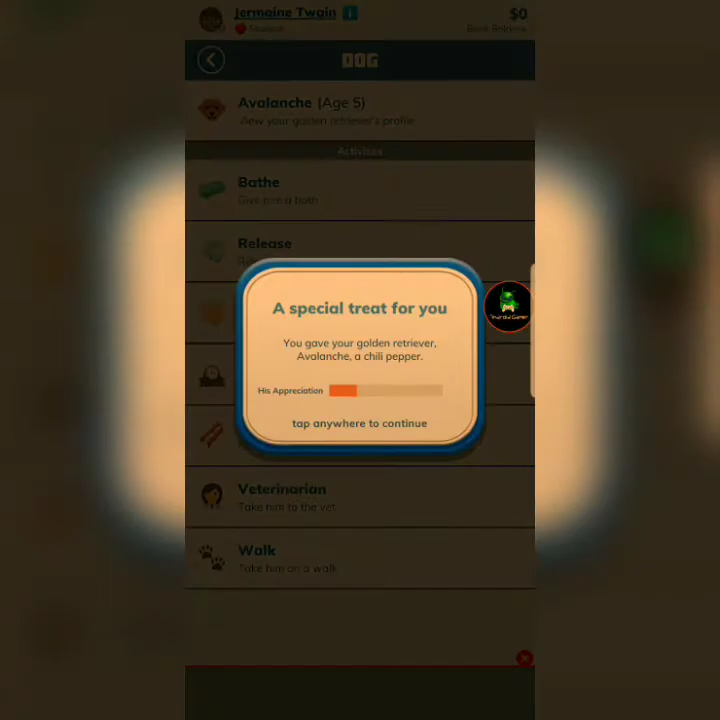 Jermaine Twain
$0
Bank Balance
DOG
Avalanche (Age 5)
View your golden retriever's profile
Activities
Bathe
Give him a bath
Release
A special treat for you
You gave your golden retriever,
Avalanche, a chili pepper.
His Appreciation
tap anywhere to continue
Veterinarian
Take him to the vet
Walk
Take him on a walk